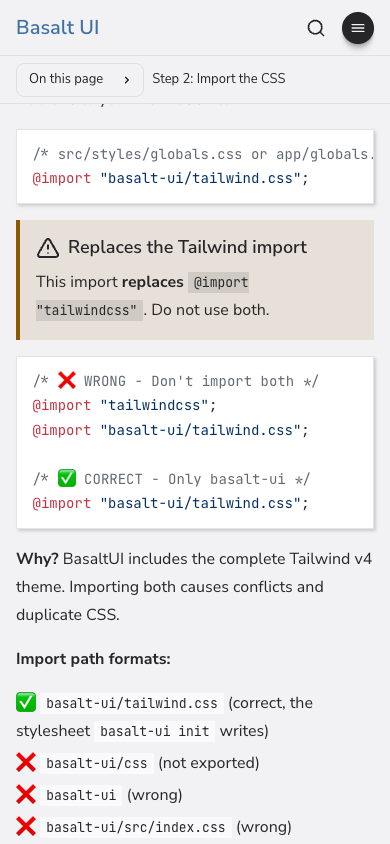 Basalt UI
On this page
Step 2: Import the CSS
/* src/styles/globals.css or app/globals.
@import "basalt-ui/tailwind.css";
Replaces the Tailwind import
This import replaces @import
"tailwindcss" . Do not use both.
/* ❌ WRONG - Don't import both */
@import "tailwindcss";
@import "basalt-ui/tailwind.css";
/* ✅ CORRECT - Only basalt-ui */
@import "basalt-ui/tailwind.css";
Why? BasaltUI includes the complete Tailwind v4
theme. Importing both causes conflicts and
duplicate CSS.
Import path formats:
✅ basalt-ui/tailwind.css (correct, the
stylesheet basalt-ui init writes)
❌ basalt-ui/css (not exported)
❌ basalt-ui (wrong)
❌ basalt-ui/src/index.css (wrong)